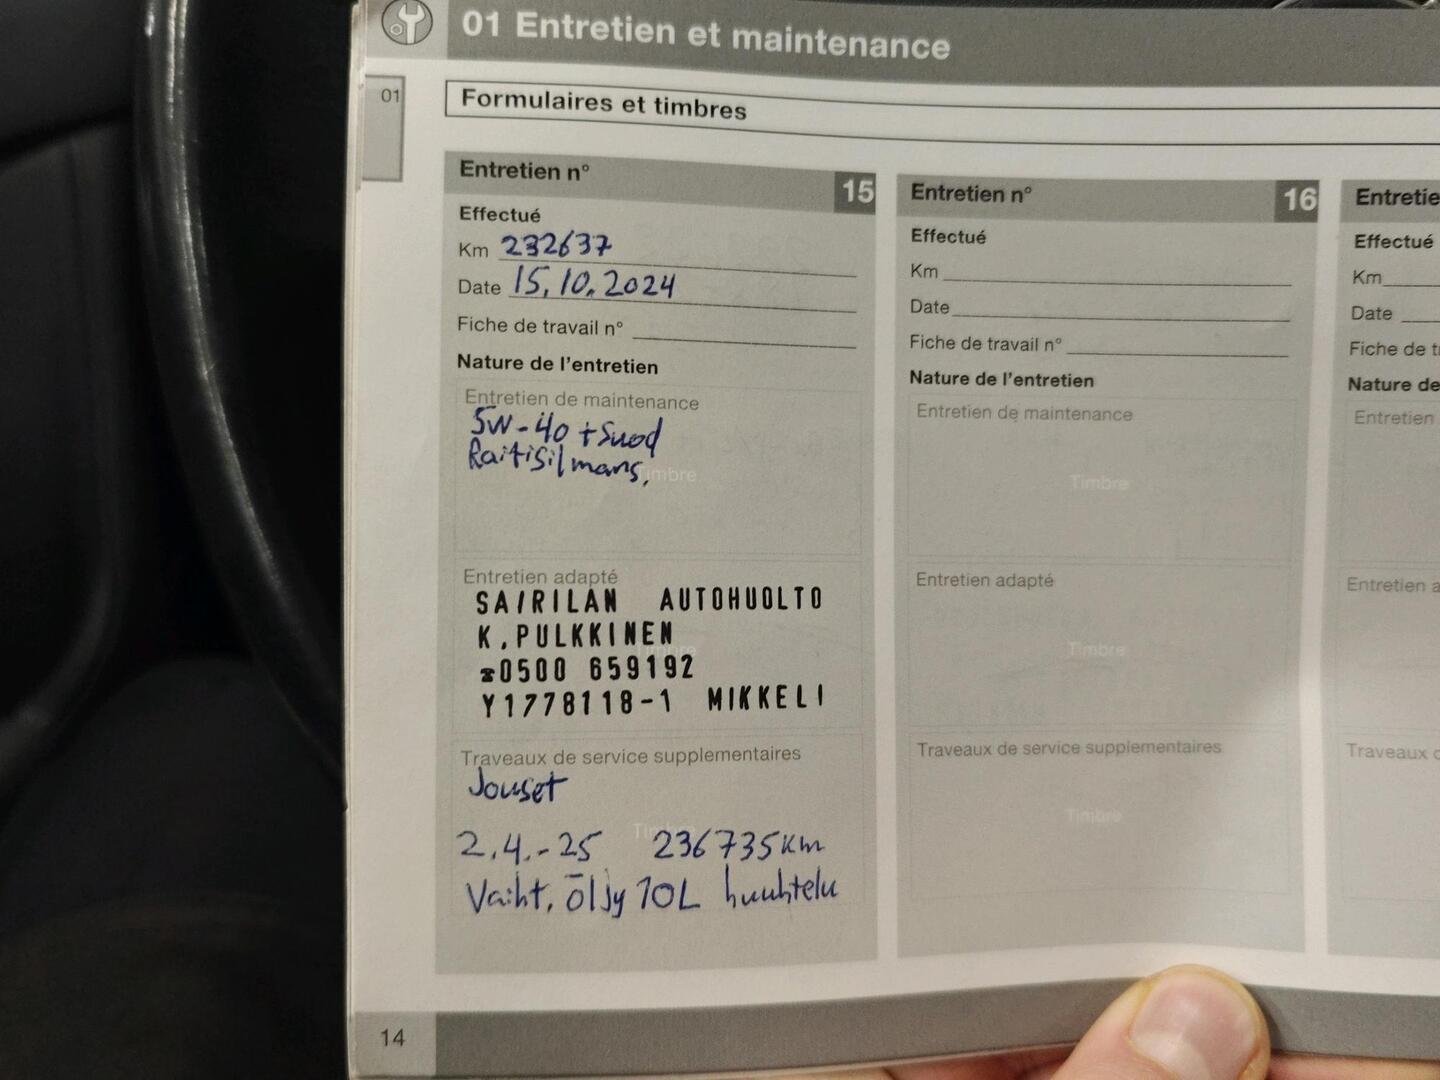 01 Entretien et maintenance
01
Formulaires et timbres
Entretien n° 15
Effectué
Km 232637
Date 15.10.2024
Fiche de travail n°
Nature de l'entretien
Entretien de maintenance
5W-40 + Suod
Raitisilmans.
Timbre
Entretien adapté
SAIRILAN AUTOHUOLTO
K.PULKKINEN
☎0500 659192
Y1778118-1 MIKKELI
Timbre
Traveaux de service supplementaires
Jouset
2.4.-25 236735km
Vaiht. öljy 10L huuhtelu
Entretien n° 16
Effectué
Km
Date
Fiche de travail n°
Nature de l'entretien
Entretien de maintenance
Timbre
Entretien adapté
Timbre
Traveaux de service supplementaires
Timbre
Entretie
Effectué
Km
Date
Fiche de t
Nature de
Entretien
Entretien a
Traveaux
14